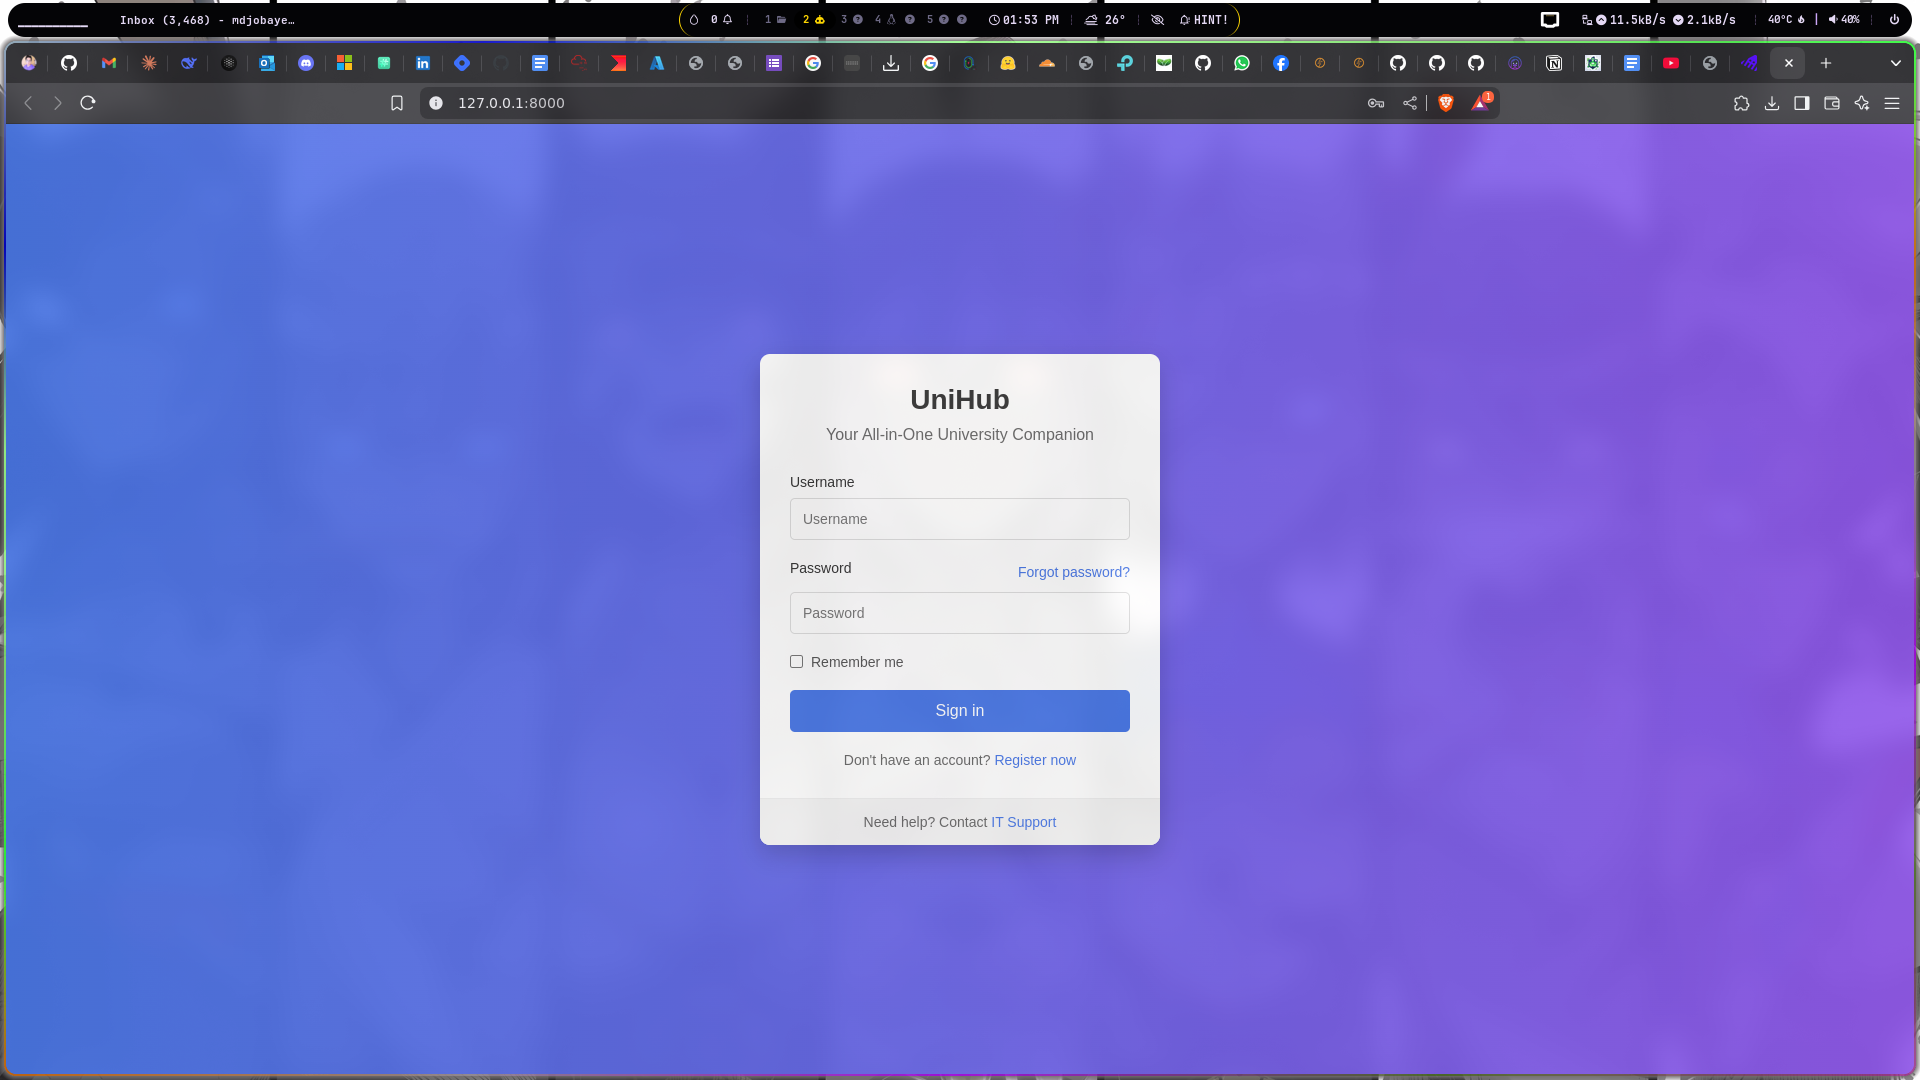 Inbox (3,468) - mdjobaye…
0
1 2 3 4 5
01:53 PM
26°
HINT!
11.5kB/s 2.1kB/s
40°C
40%
127.0.0.1:8000
1
UniHub
Your All-in-One University Companion
Username
Username
Password
Forgot password?
Password
Remember me
Sign in
Don't have an account? Register now
Need help? Contact IT Support